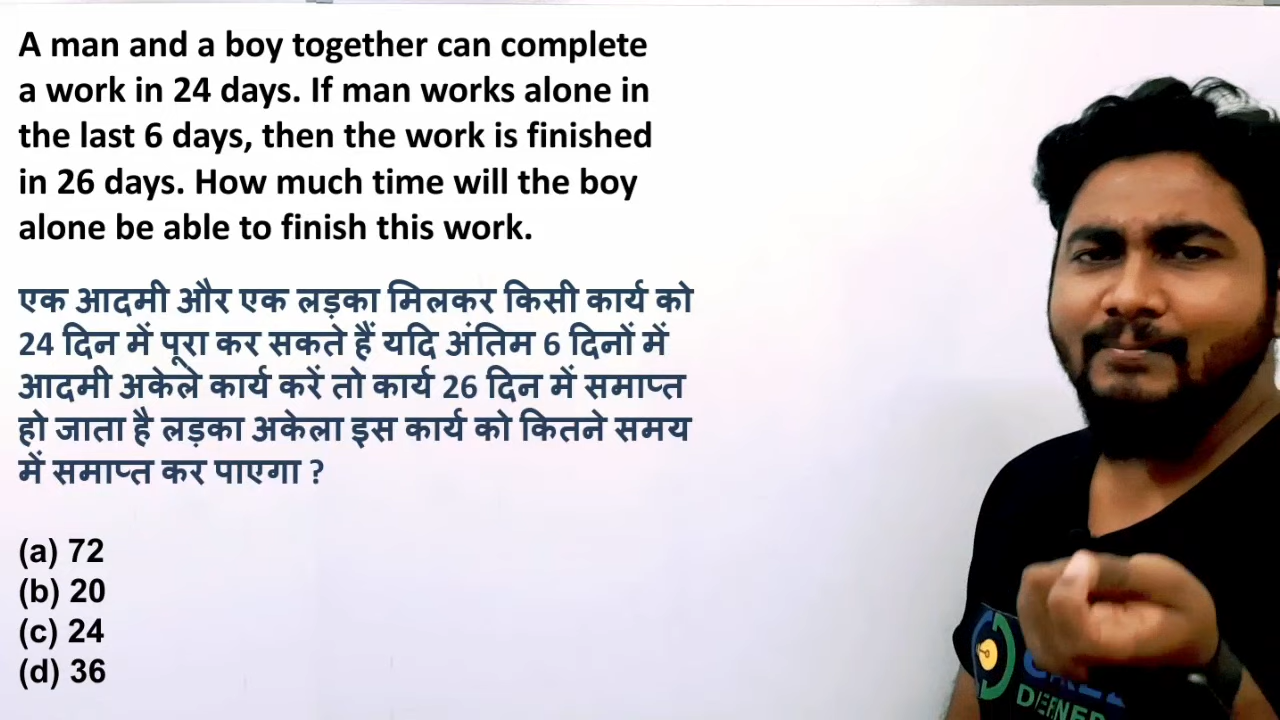 A man and a boy together can complete
a work in 24 days. If man works alone in
the last 6 days, then the work is finished
in 26 days. How much time will the boy
alone be able to finish this work.
एक आदमी और एक लड़का मिलकर किसी कार्य को
24 दिन में पूरा कर सकते हैं यदि अंतिम 6 दिनों में
आदमी अकेले कार्य करें तो कार्य 26 दिन में समाप्त
हो जाता है लड़का अकेला इस कार्य को कितने समय
में समाप्त कर पाएगा ?
(a) 72
(b) 20
(c) 24
(d) 36